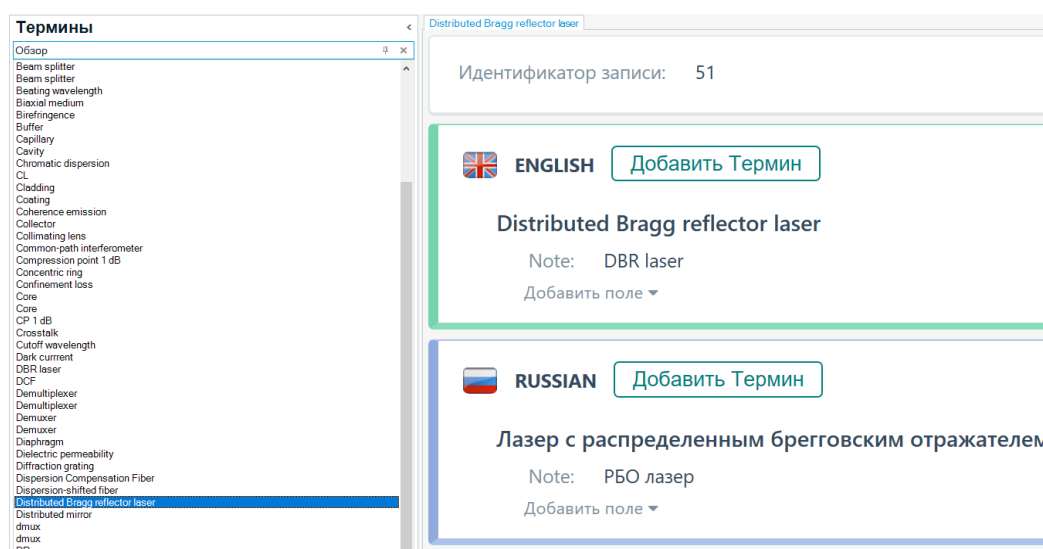 Термины
Обзор
Beam splitter
Beam splitter
Beating wavelength
Biaxial medium
Birefringence
Buffer
Capillary
Cavity
Chromatic dispersion
CL
Cladding
Coating
Coherence emission
Collector
Collimating lens
Common-path interferometer
Compression point 1 dB
Concentric ring
Confinement loss
Core
Core
CP 1 dB
Crosstalk
Cutoff wavelength
Dark currrent
DBR laser
DCF
Demultiplexer
Demultiplexer
Demuxer
Demuxer
Diaphragm
Dielectric permeability
Diffraction grating
Dispersion Compensation Fiber
Dispersion-shifted fiber
Distributed Bragg reflector laser
Distributed mirror
dmux
dmux
Distributed Bragg reflector laser
Идентификатор записи: 51
ENGLISH Добавить Термин
Distributed Bragg reflector laser
Note: DBR laser
Добавить поле
RUSSIAN Добавить Термин
Лазер с распределенным брегговским отражателем
Note: РБО лазер
Добавить поле